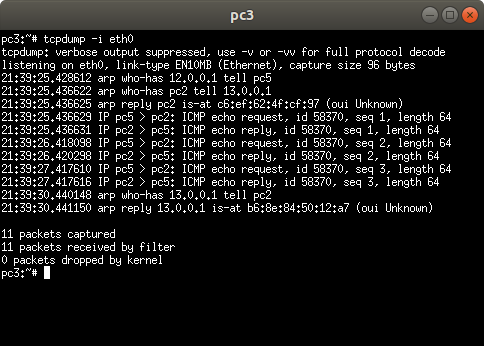 pc3
pc3:~# tcpdump -i eth0
tcpdump: verbose output suppressed, use -v or -vv for full protocol decode
listening on eth0, link-type EN10MB (Ethernet), capture size 96 bytes
21:39:25.428612 arp who-has 12.0.0.1 tell pc5
21:39:25.436622 arp who-has pc2 tell 13.0.0.1
21:39:25.436625 arp reply pc2 is-at c6:ef:62:4f:cf:97 (oui Unknown)
21:39:25.436629 IP pc5 > pc2: ICMP echo request, id 58370, seq 1, length 64
21:39:25.436631 IP pc2 > pc5: ICMP echo reply, id 58370, seq 1, length 64
21:39:26.418098 IP pc5 > pc2: ICMP echo request, id 58370, seq 2, length 64
21:39:26.420298 IP pc2 > pc5: ICMP echo reply, id 58370, seq 2, length 64
21:39:27.417610 IP pc5 > pc2: ICMP echo request, id 58370, seq 3, length 64
21:39:27.417616 IP pc2 > pc5: ICMP echo reply, id 58370, seq 3, length 64
21:39:30.440148 arp who-has 13.0.0.1 tell pc2
21:39:30.441150 arp reply 13.0.0.1 is-at b6:8e:84:50:12:a7 (oui Unknown)
11 packets captured
11 packets received by filter
0 packets dropped by kernel
pc3:~#